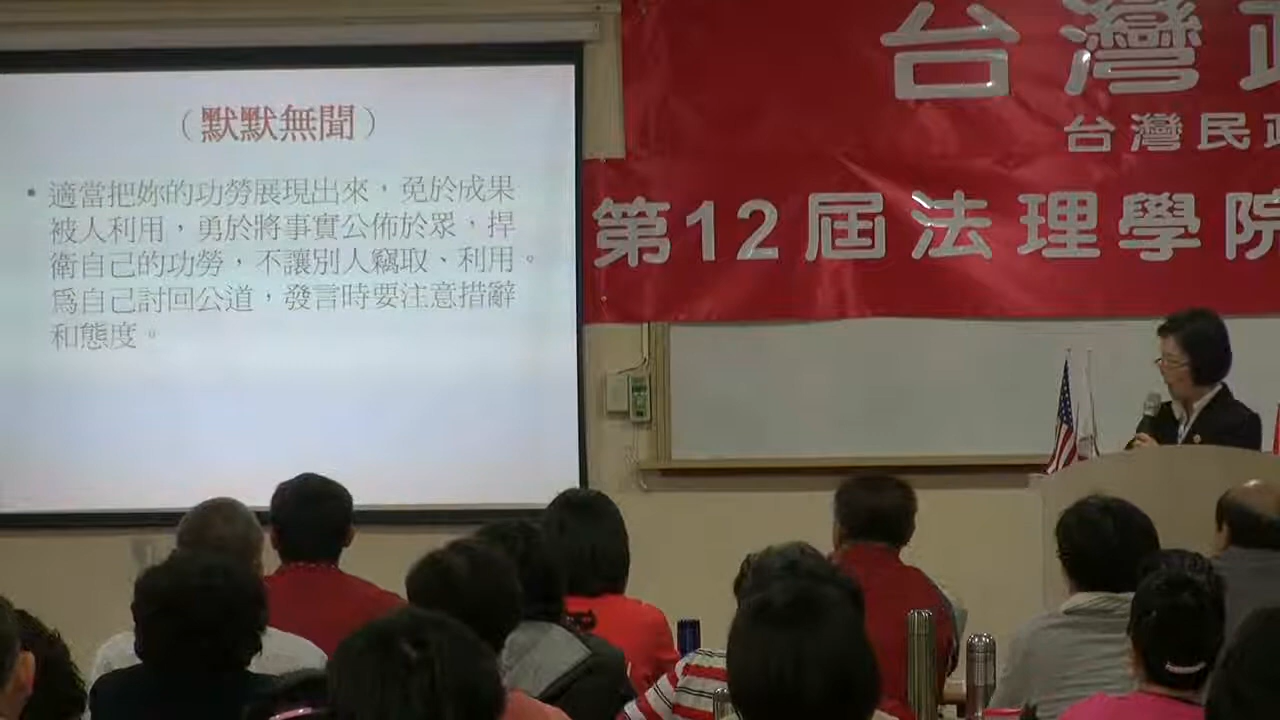 （默默無聞）
• 適當把妳的功勞展現出來，免於成果
被人利用，勇於將事實公佈於眾，捍
衛自己的功勞，不讓別人竊取、利用。
為自己討回公道，發言時要注意措辭
和態度。
台灣政
台灣民政
第12屆法理學院